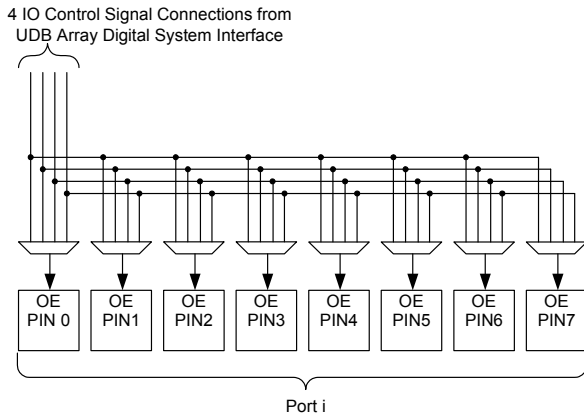 4 IO Control Signal Connections from
UDB Array Digital System Interface
OE
PIN 0
OE
PIN1
OE
PIN2
OE
PIN3
OE
PIN4
OE
PIN5
OE
PIN6
OE
PIN7
Port i